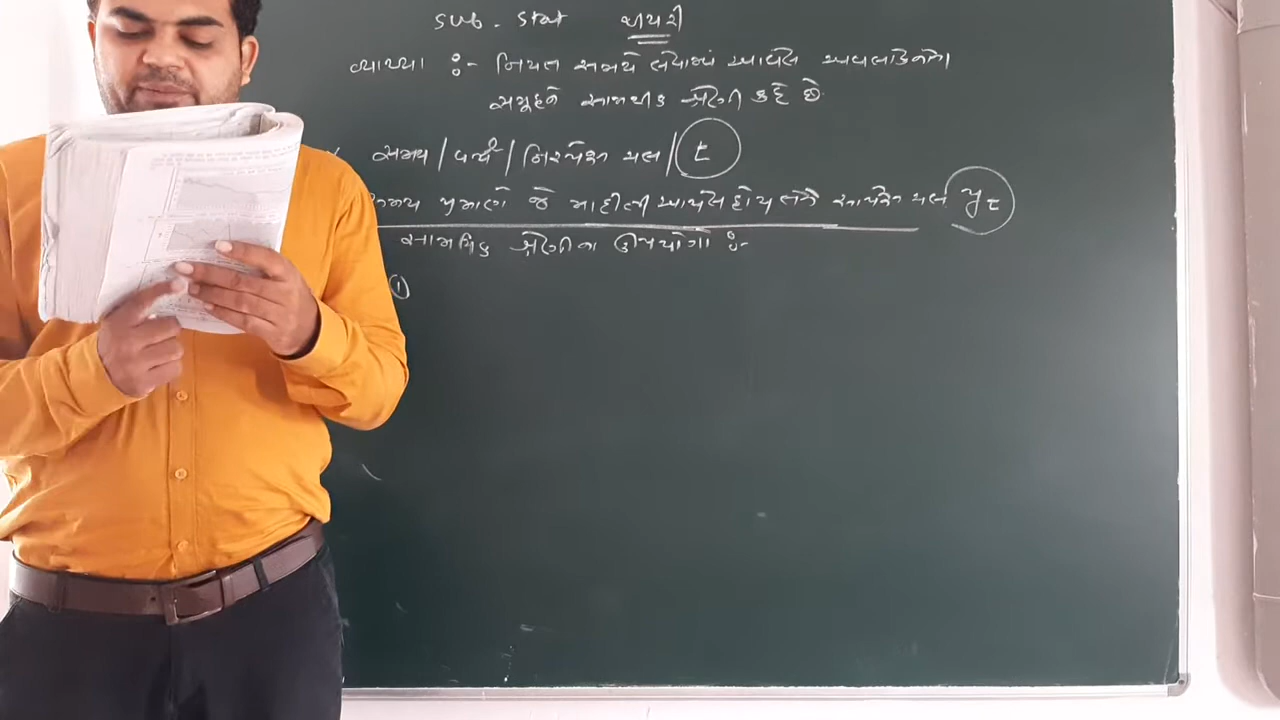 SUB - Stat થીયરી
વ્યાખ્યા :- નિયત સમયે લેવામાં આવેલ અવલોકનોના
સમૂહને સામયીક શ્રેણી કહે છે
સમય / વર્ષ / નિરપેક્ષ ચલ / t
સમય પ્રમાણે જે માહીતી આપેલ હોય તેને સાપેક્ષ ચલ yt
સામયિક શ્રેણીના ઉપયોગો :-
①